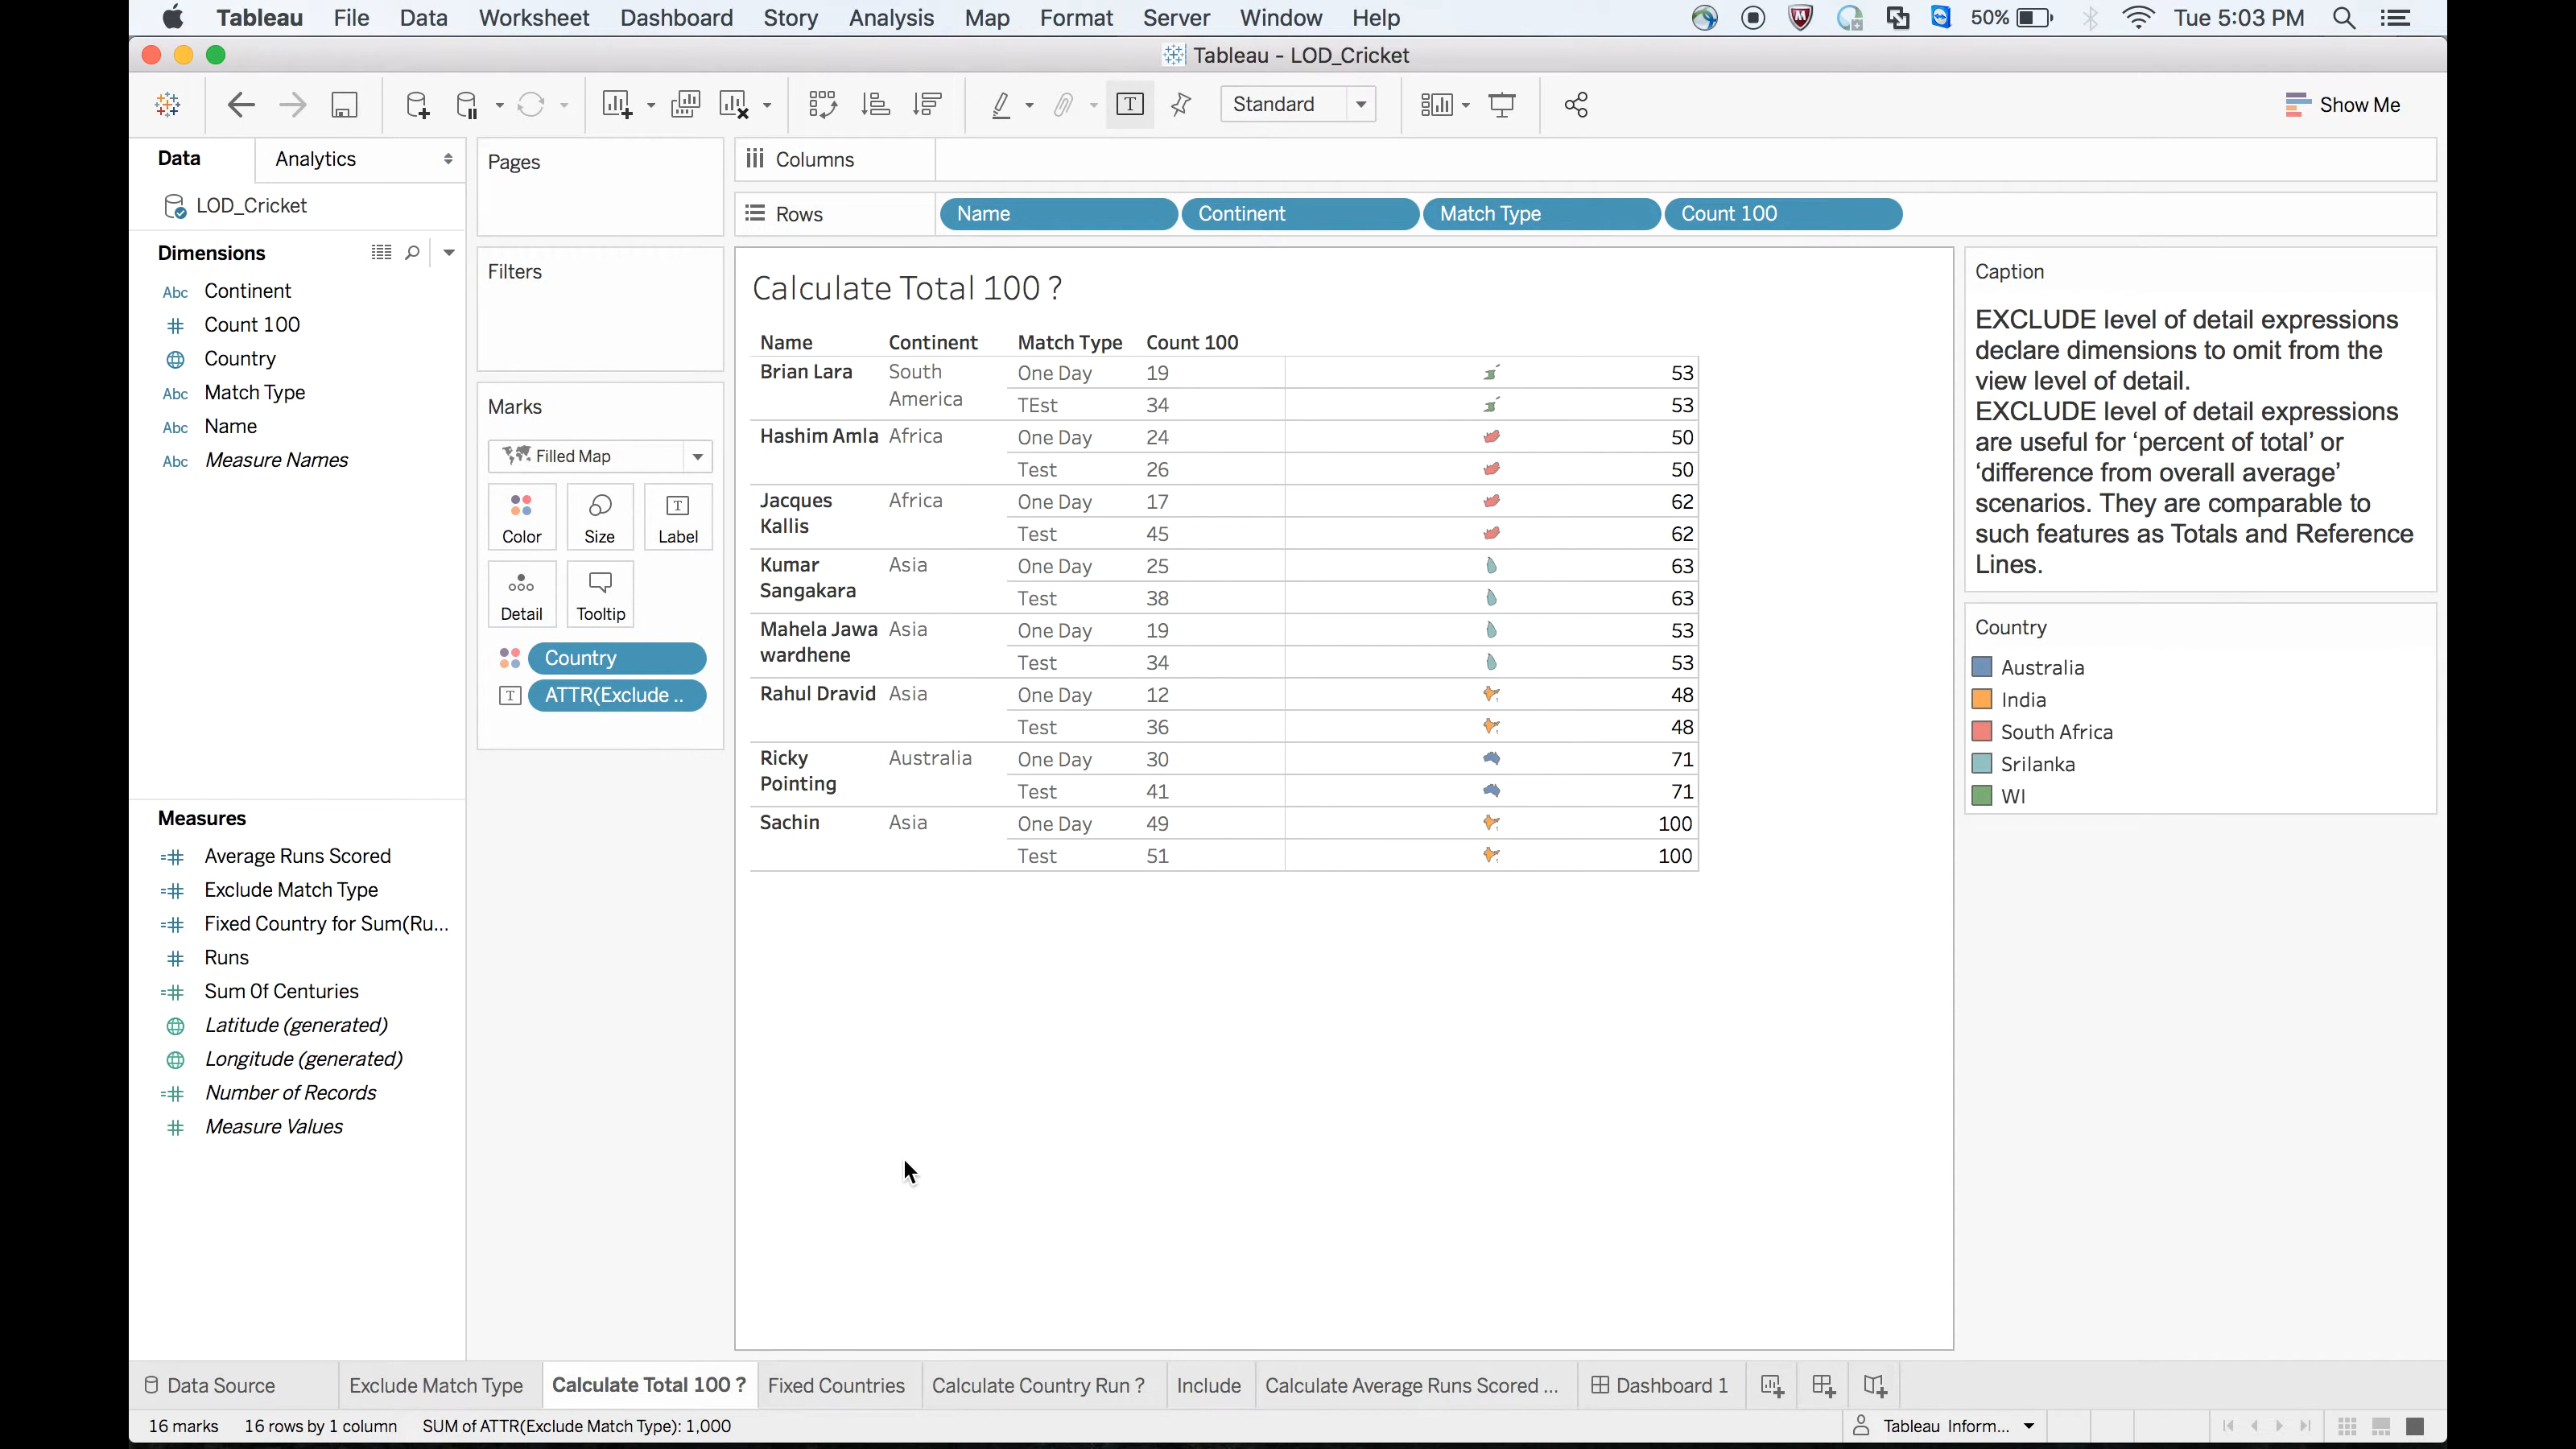 Tableau File Data Worksheet Dashboard Story Analysis Map Format Server Window Help 50% Tue 5:03 PM
Tableau - LOD_Cricket
Standard Show Me
Data Analytics
LOD_Cricket
Dimensions
Abc Continent
Count 100
Country
Abc Match Type
Abc Name
Abc Measure Names
Measures
Average Runs Scored
Exclude Match Type
Fixed Country for Sum(Ru...
Runs
Sum Of Centuries
Latitude (generated)
Longitude (generated)
Number of Records
Measure Values
Pages
Filters
Marks
Filled Map
Color Size Label
Detail Tooltip
Country
ATTR(Exclude ..
Columns
Rows Name Continent Match Type Count 100
Calculate Total 100 ?
Name Continent Match Type Count 100
Brian Lara South America One Day 19 53
TEst 34 53
Hashim Amla Africa One Day 24 50
Test 26 50
Jacques Kallis Africa One Day 17 62
Test 45 62
Kumar Sangakara Asia One Day 25 63
Test 38 63
Mahela Jawa wardhene Asia One Day 19 53
Test 34 53
Rahul Dravid Asia One Day 12 48
Test 36 48
Ricky Pointing Australia One Day 30 71
Test 41 71
Sachin Asia One Day 49 100
Test 51 100
Caption
EXCLUDE level of detail expressions
declare dimensions to omit from the
view level of detail.
EXCLUDE level of detail expressions
are useful for ‘percent of total’ or
‘difference from overall average’
scenarios. They are comparable to
such features as Totals and Reference
Lines.
Country
Australia
India
South Africa
Srilanka
WI
Data Source Exclude Match Type Calculate Total 100 ? Fixed Countries Calculate Country Run ? Include Calculate Average Runs Scored ... Dashboard 1
16 marks 16 rows by 1 column SUM of ATTR(Exclude Match Type): 1,000 Tableau Inform...